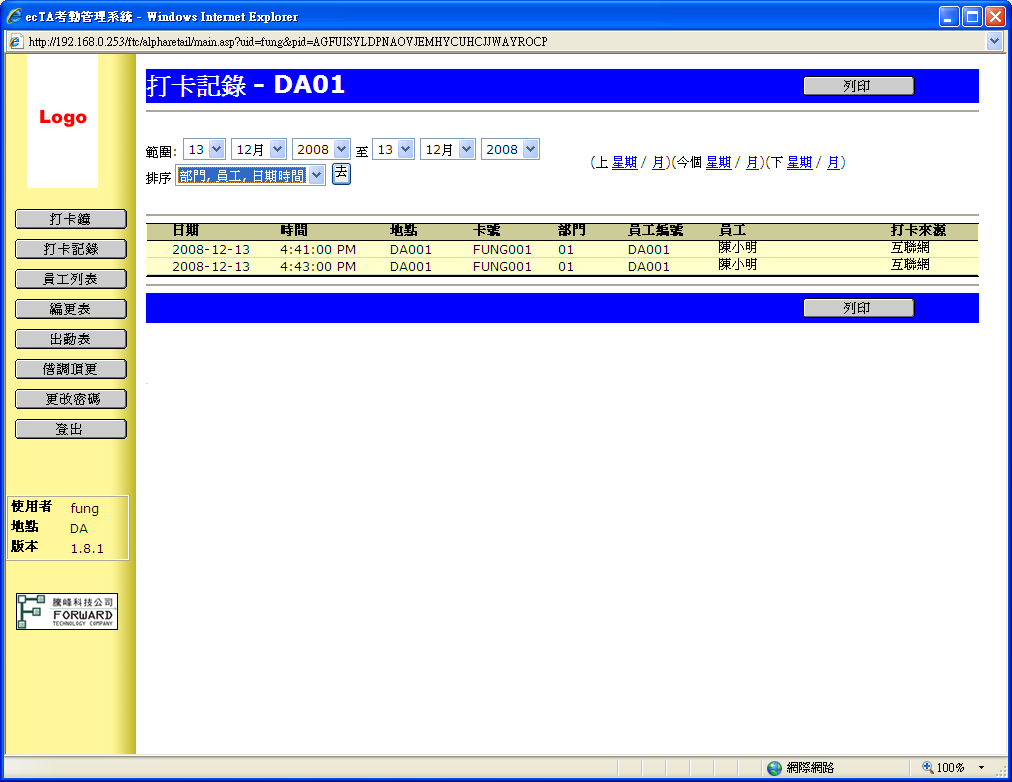 ecTA考勤管理系統 - Windows Internet Explorer
http://192.168.0.253/ftc/alpharetail/main.asp?uid=fung&pid=AGFUISYLDPNAOVJEMHYCUHCJJWAYROCP
Logo
打卡鐘
打卡記錄
員工列表
編更表
出勤表
借調頂更
更改密碼
登出
使用者 fung
地點 DA
版本 1.8.1
騰峰科技公司
FORWARD
TECHNOLOGY COMPANY
打卡記錄 - DA01 列印
範圍: 13 12月 2008 至 13 12月 2008
(上 星期 / 月)(今個 星期 / 月)(下 星期 / 月)
排序 部門, 員工, 日期時間 去
日期 時間 地點 卡號 部門 員工編號 員工 打卡來源
2008-12-13 4:41:00 PM DA001 FUNG001 01 DA001 陳小明 互聯網
2008-12-13 4:43:00 PM DA001 FUNG001 01 DA001 陳小明 互聯網
列印
網際網路 100%